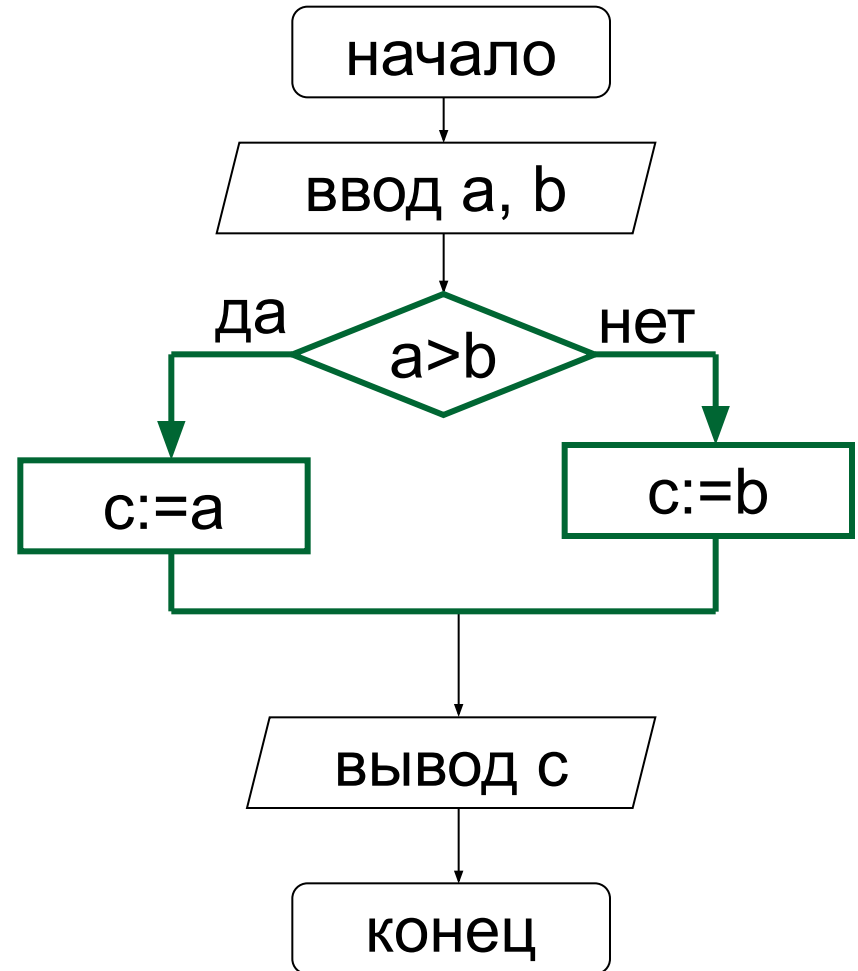 начало
ввод a, b
да
нет
a>b
c:=a
c:=b
вывод c
конец